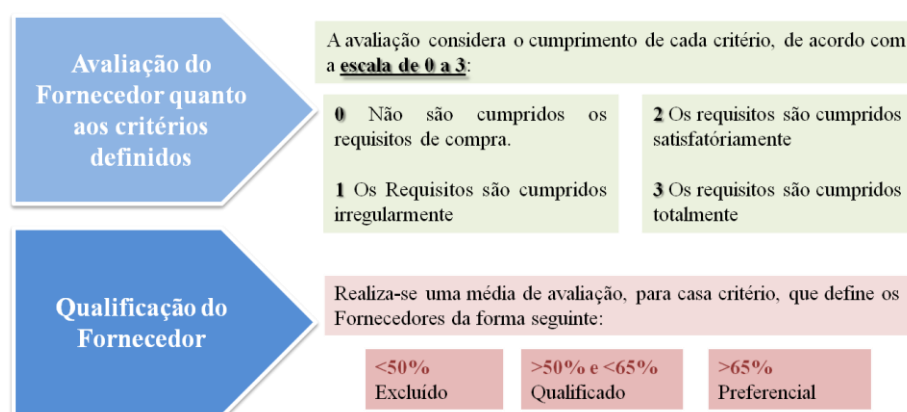 Avaliação do
Fornecedor quanto
aos critérios
definidos
A avaliação considera o cumprimento de cada critério, de acordo com
a escala de 0 a 3:
0 Não são cumpridos os
requisitos de compra.
1 Os Requisitos são cumpridos
irregularmente
2 Os requisitos são cumpridos
satisfatóriamente
3 Os requisitos são cumpridos
totalmente
Qualificação do
Fornecedor
Realiza-se uma média de avaliação, para casa critério, que define os
Fornecedores da forma seguinte:
<50%
Excluído
>50% e <65%
Qualificado
>65%
Preferencial